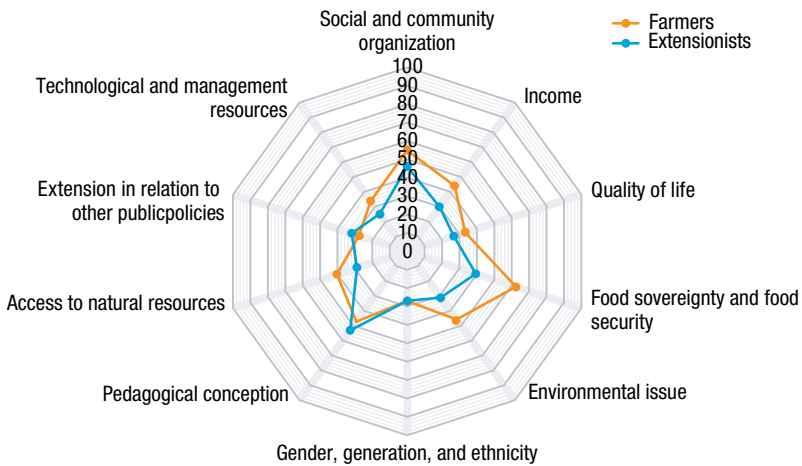 Social and community
organization
Farmers
Extensionists
Technological and management
resources
Income
100
90
80
70
60
50
40
30
20
10
0
Extension in relation to
other publicpolicies
Quality of life
Access to natural resources
Food sovereignty and food
security
Pedagogical conception
Environmental issue
Gender, generation, and ethnicity